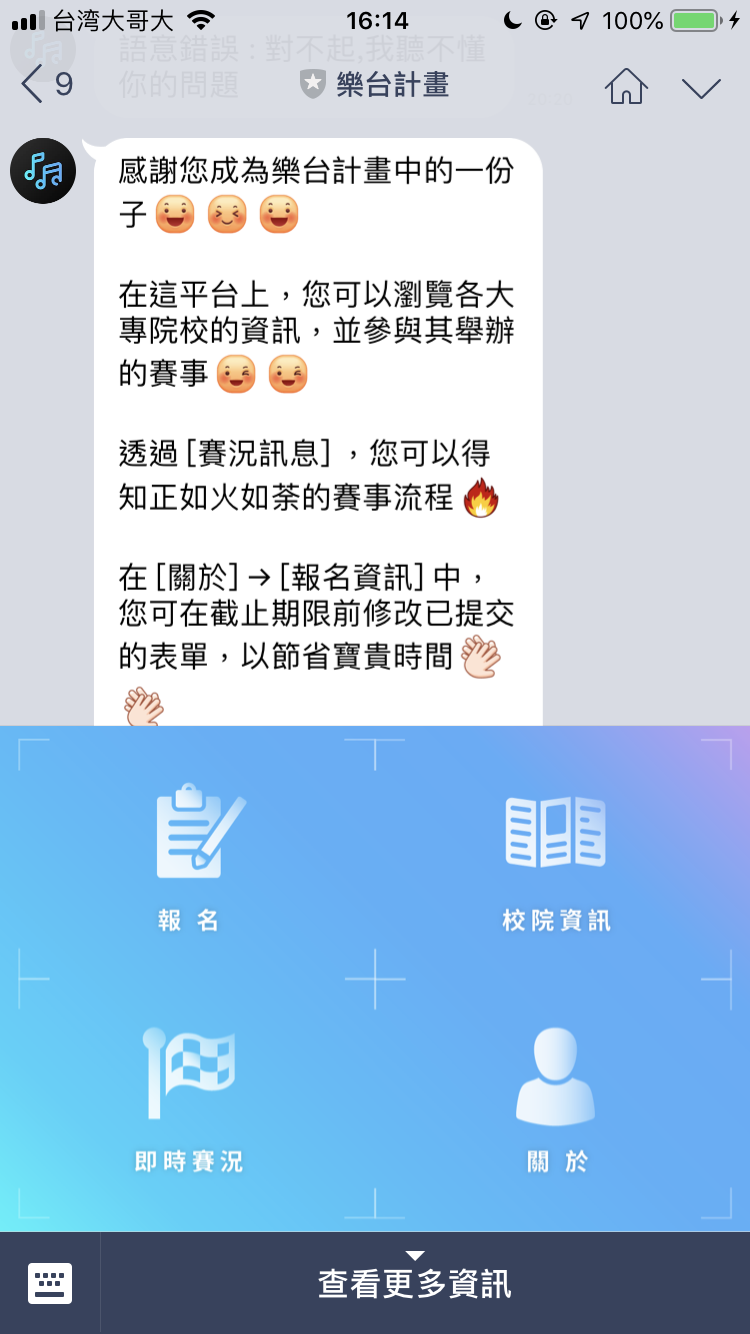 台湾大哥大 16:14 100%
語意錯誤 : 對不起,我聽不懂
你的問題
9 樂台計畫
感謝您成為樂台計畫中的一份
子
在這平台上，您可以瀏覽各大
專院校的資訊，並參與其舉辦
的賽事
透過[賽況訊息]，您可以得
知正如火如荼的賽事流程
在[關於]→[報名資訊]中，
您可在截止期限前修改已提交
的表單，以節省寶貴時間
報 名
校院資訊
即時賽況
關 於
查看更多資訊